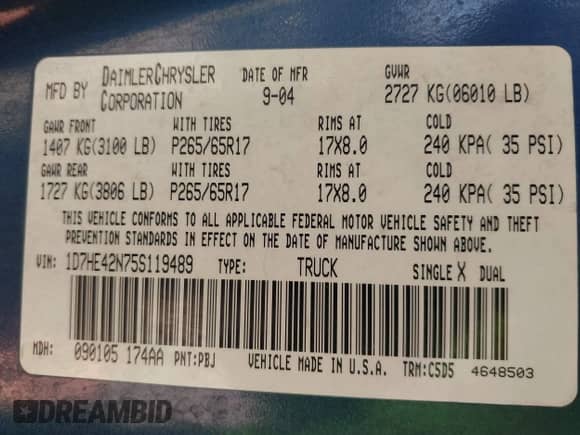 MFD BY DAIMLERCHRYSLER CORPORATION DATE OF MFR 9-04 GVWR 2727 KG(06010 LB)
GAWR FRONT WITH TIRES RIMS AT COLD
1407 KG(3100 LB) P265/65R17 17X8.0 240 KPA( 35 PSI)
GAWR REAR WITH TIRES RIMS AT COLD
1727 KG(3806 LB) P265/65R17 17X8.0 240 KPA( 35 PSI)
THIS VEHICLE CONFORMS TO ALL APPLICABLE FEDERAL MOTOR VEHICLE SAFETY AND THEFT
PREVENTION STANDARDS IN EFFECT ON THE DATE OF MANUFACTURE SHOWN ABOVE.
VIN: 1D7HE42N75S119489 TYPE: TRUCK SINGLE X DUAL
MDH: 090105 174AA PNT:PBJ VEHICLE MADE IN U.S.A. TRM:C5D5 4648503
DREAMBID